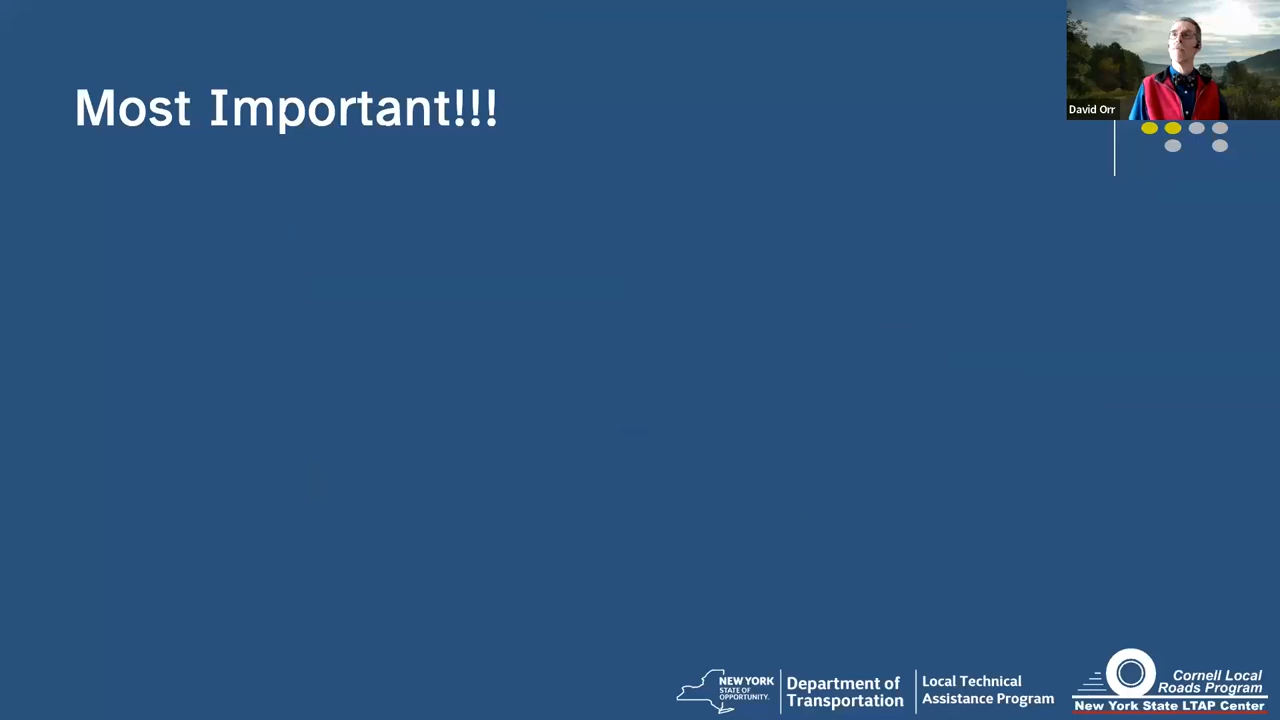 Most Important!!!
David Orr
NEW YORK
STATE OF
OPPORTUNITY.
Department of
Transportation
Local Technical
Assistance Program
Cornell Local
Roads Program
New York State LTAP Center